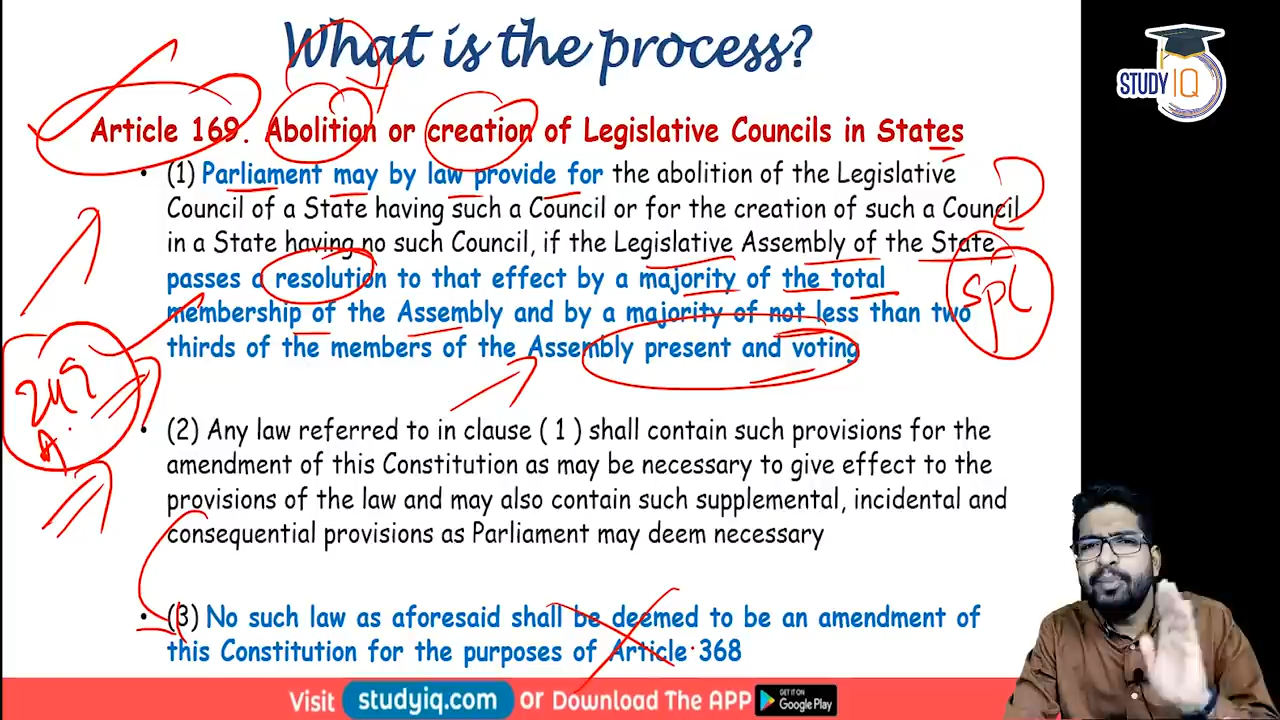 What is the process?
STUDY IQ
Article 169. Abolition or creation of Legislative Councils in States
• (1) Parliament may by law provide for the abolition of the Legislative
Council of a State having such a Council or for the creation of such a Council
in a State having no such Council, if the Legislative Assembly of the State
passes a resolution to that effect by a majority of the total
membership of the Assembly and by a majority of not less than two
thirds of the members of the Assembly present and voting
spl
249
• (2) Any law referred to in clause ( 1 ) shall contain such provisions for the
amendment of this Constitution as may be necessary to give effect to the
provisions of the law and may also contain such supplemental, incidental and
consequential provisions as Parliament may deem necessary
• (3) No such law as aforesaid shall be deemed to be an amendment of
this Constitution for the purposes of Article 368
Visit studyiq.com or Download The APP GET IT ON Google Play